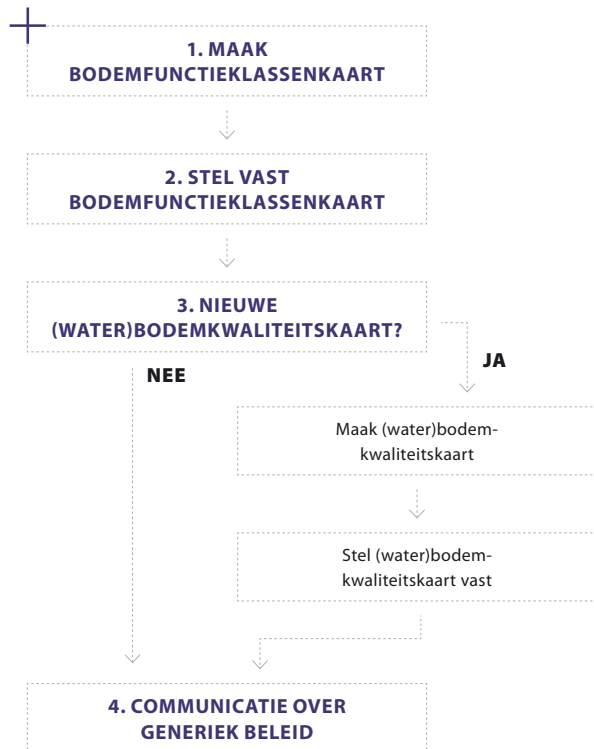 1. MAAK
BODEMFUNCTIEKLASSENKAART
2. STEL VAST
BODEMFUNCTIEKLASSENKAART
3. NIEUWE
(WATER)BODEMKWALITEITSKAART?
NEE
JA
Maak (water)bodem-
kwaliteitskaart
Stel (water)bodem-
kwaliteitskaart vast
4. COMMUNICATIE OVER
GENERIEK BELEID